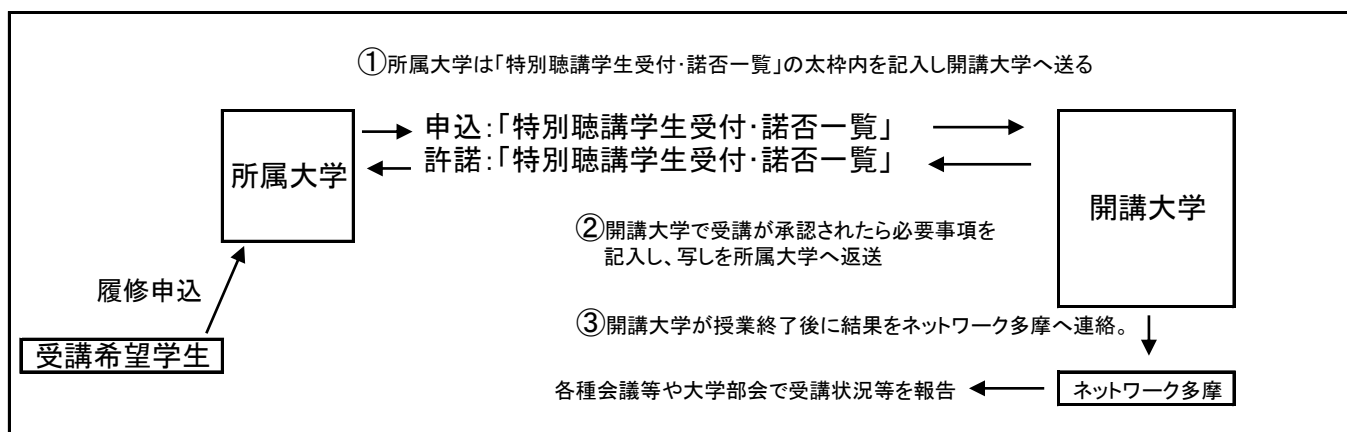 ①所属大学は「特別聴講学生受付・諾否一覧」の太枠内を記入し開講大学へ送る
所属大学
申込：「特別聴講学生受付・諾否一覧」
許諾：「特別聴講学生受付・諾否一覧」
開講大学
②開講大学で受講が承認されたら必要事項を
記入し、写しを所属大学へ返送
履修申込
③開講大学が授業終了後に結果をネットワーク多摩へ連絡。
受講希望学生
各種会議等や大学部会で受講状況等を報告
ネットワーク多摩